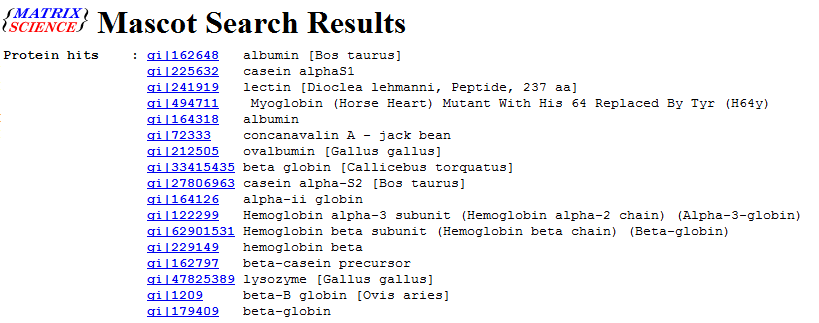 {MATRIX
SCIENCE} Mascot Search Results
Protein hits : gi|162648 albumin [Bos taurus]
gi|225632 casein alphaS1
gi|241919 lectin [Dioclea lehmanni, Peptide, 237 aa]
gi|494711 Myoglobin (Horse Heart) Mutant With His 64 Replaced By Tyr (H64y)
gi|164318 albumin
gi|72333 concanavalin A - jack bean
gi|212505 ovalbumin [Gallus gallus]
gi|33415435 beta globin [Callicebus torquatus]
gi|27806963 casein alpha-S2 [Bos taurus]
gi|164126 alpha-ii globin
gi|122299 Hemoglobin alpha-3 subunit (Hemoglobin alpha-2 chain) (Alpha-3-globin)
gi|62901531 Hemoglobin beta subunit (Hemoglobin beta chain) (Beta-globin)
gi|229149 hemoglobin beta
gi|162797 beta-casein precursor
gi|47825389 lysozyme [Gallus gallus]
gi|1209 beta-B globin [Ovis aries]
gi|179409 beta-globin